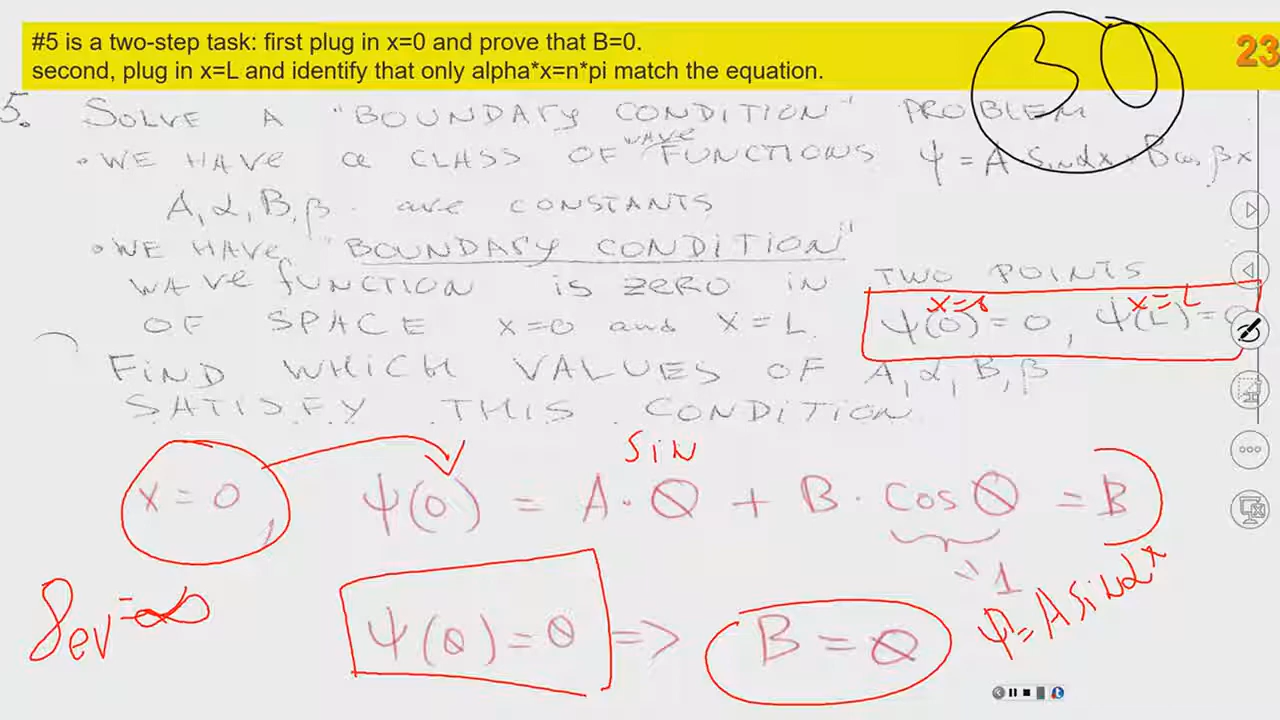 #5 is a two-step task: first plug in x=0 and prove that B=0.
second, plug in x=L and identify that only alpha*x=n*pi match the equation.
23
30
5. SOLVE A "BOUNDARY CONDITION" PROBLEM
• WE HAVE a CLASS OF WAVE FUNCTIONS ψ = A sin αx + B cos βx
A, α, B, β. are CONSTANTS
• WE HAVE "BOUNDARY CONDITION"
WAVE FUNCTION IS ZERO IN TWO POINTS
x=0 x=L
OF SPACE x=0 and x=L. ψ(0)=0, ψ(L)=0
FIND WHICH VALUES OF A, α, B, β
SATISFY THIS CONDITION
sin
x=0, ψ(0) = A·0 + B·cos 0 = B
=1
8ev=∞
ψ(0)=0 => B=0
ψ=A sin αx